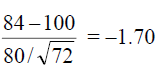 84 – 100
80/√72 = –1.70